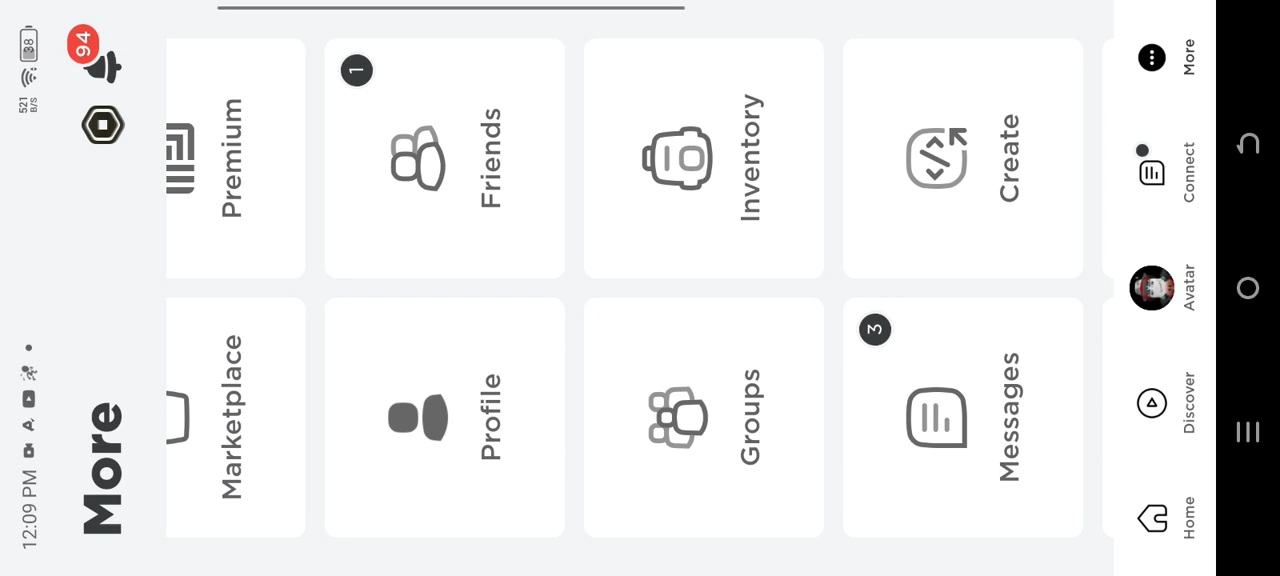 12:09 PM
521 B/S
38
More
94
Marketplace
Premium
Profile
1
Friends
Groups
Inventory
3
Messages
Create
Home
Discover
Avatar
Connect
More